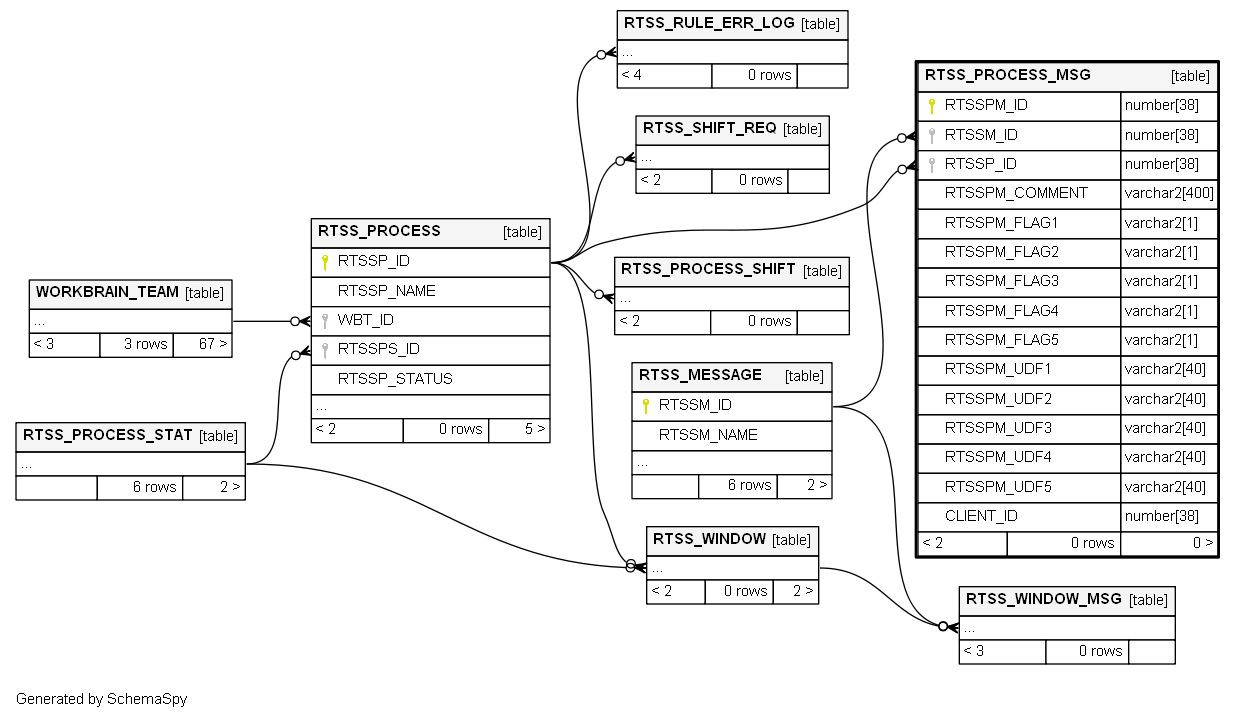 RTSS_RULE_ERR_LOG [table]
...
< 4 0 rows
RTSS_SHIFT_REQ [table]
...
< 2 0 rows
RTSS_PROCESS [table]
RTSSP_ID
RTSSP_NAME
WBT_ID
RTSSPS_ID
RTSSP_STATUS
...
< 2 0 rows 5 >
WORKBRAIN_TEAM [table]
...
< 3 3 rows 67 >
RTSS_PROCESS_STAT [table]
...
6 rows 2 >
RTSS_PROCESS_SHIFT [table]
...
< 2 0 rows
RTSS_MESSAGE [table]
RTSSM_ID
RTSSM_NAME
...
6 rows 2 >
RTSS_WINDOW [table]
...
< 2 0 rows 2 >
RTSS_PROCESS_MSG [table]
RTSSPM_ID number[38]
RTSSM_ID number[38]
RTSSP_ID number[38]
RTSSPM_COMMENT varchar2[400]
RTSSPM_FLAG1 varchar2[1]
RTSSPM_FLAG2 varchar2[1]
RTSSPM_FLAG3 varchar2[1]
RTSSPM_FLAG4 varchar2[1]
RTSSPM_FLAG5 varchar2[1]
RTSSPM_UDF1 varchar2[40]
RTSSPM_UDF2 varchar2[40]
RTSSPM_UDF3 varchar2[40]
RTSSPM_UDF4 varchar2[40]
RTSSPM_UDF5 varchar2[40]
CLIENT_ID number[38]
< 2 0 rows 0 >
RTSS_WINDOW_MSG [table]
...
< 3 0 rows
Generated by SchemaSpy